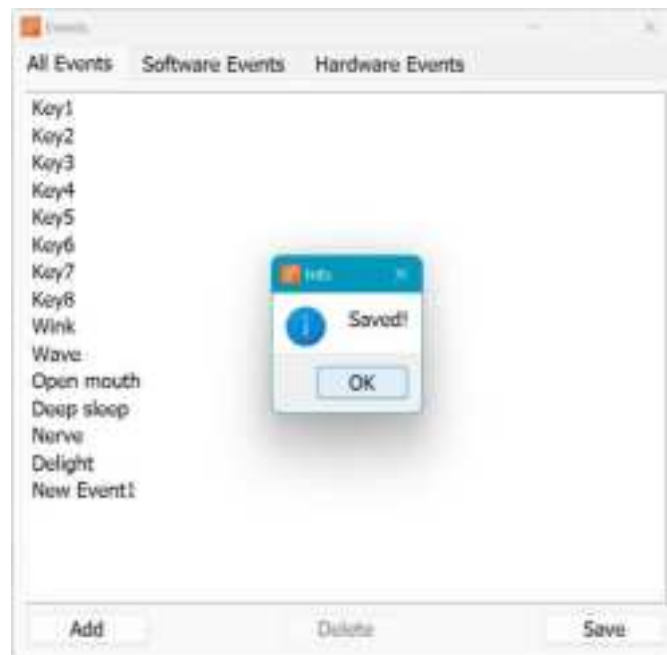 Events
All Events Software Events Hardware Events
Key1
Key2
Key3
Key4
Key5
Key6
Key7
Key8
Wink
Wave
Open mouth
Deep sleep
Nerve
Delight
New Event1
Info
Saved!
OK
Add Delete Save